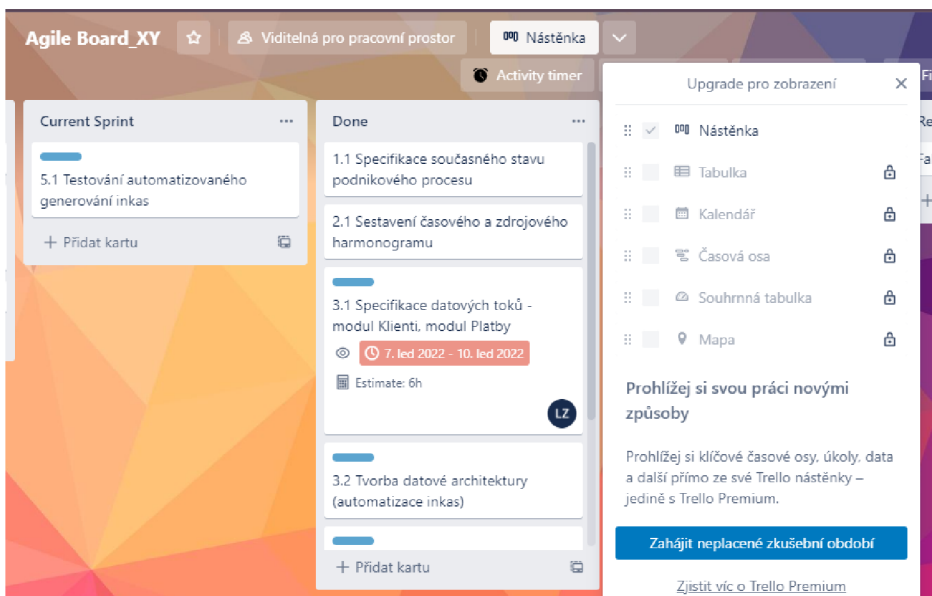 Agile Board_XY
Viditelná pro pracovní prostor
Nástěnka
Activity timer
Current Sprint
5.1 Testování automatizovaného
generování inkas
+ Přidat kartu
Done
1.1 Specifikace současného stavu
podnikového procesu
2.1 Sestavení časového a zdrojového
harmonogramu
3.1 Specifikace datových toků -
modul Klienti, modul Platby
7. led 2022 - 10. led 2022
Estimate: 6h
LZ
3.2 Tvorba datové architektury
(automatizace inkas)
+ Přidat kartu
Upgrade pro zobrazení
Nástěnka
Tabulka
Kalendář
Časová osa
Souhrnná tabulka
Mapa
Prohlížej si svou práci novými
způsoby
Prohlížej si klíčové časové osy, úkoly, data
a další přímo ze své Trello nástěnky –
jedině s Trello Premium.
Zahájit neplacené zkušební období
Zjistit víc o Trello Premium